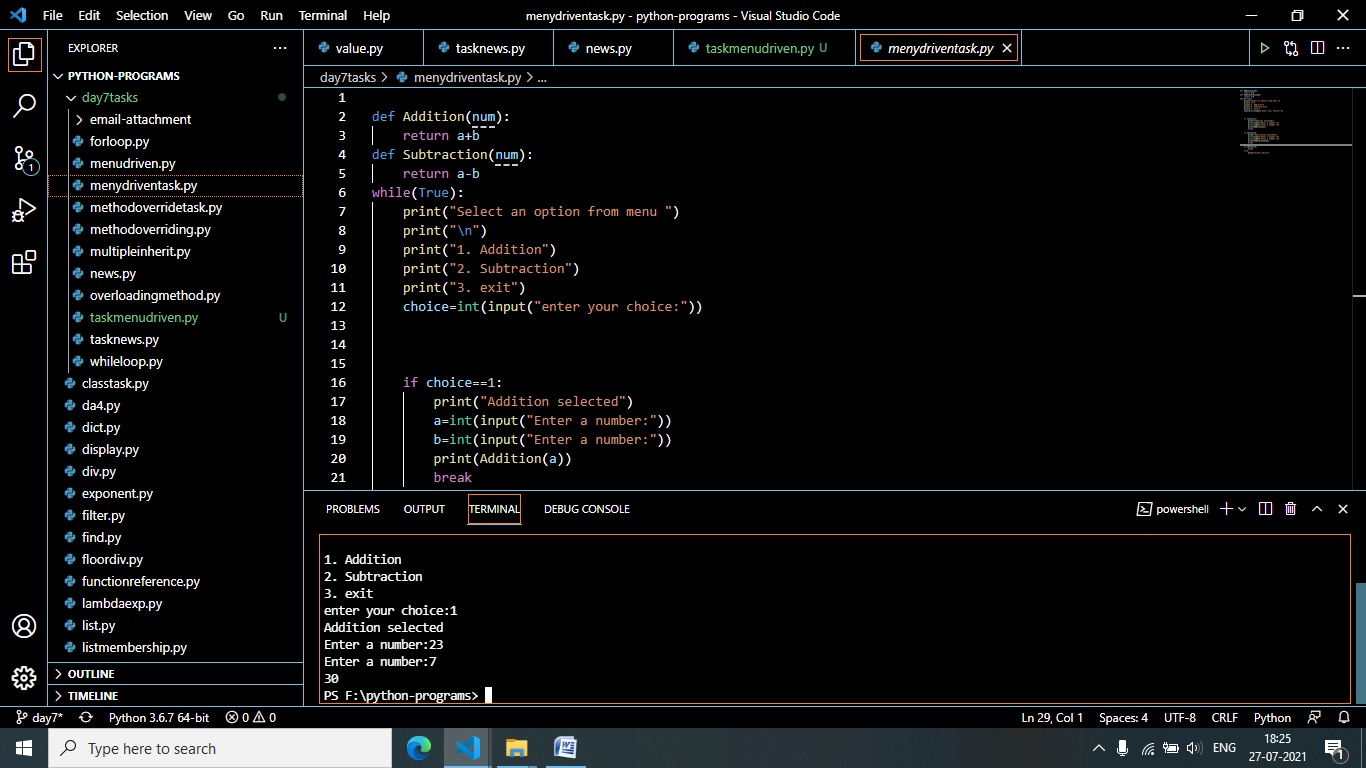 File Edit Selection View Go Run Terminal Help menydriventask.py - python-programs - Visual Studio Code
EXPLORER
PYTHON-PROGRAMS
day7tasks
email-attachment
forloop.py
menudriven.py
menydriventask.py
methodoverridetask.py
methodoverriding.py
multipleinherit.py
news.py
overloadingmethod.py
taskmenudriven.py U
tasknews.py
whileloop.py
classtask.py
da4.py
dict.py
display.py
div.py
exponent.py
filter.py
find.py
floordiv.py
functionreference.py
lambdaexp.py
list.py
listmembership.py
OUTLINE
TIMELINE
1
value.py tasknews.py news.py taskmenudriven.py U menydriventask.py
day7tasks > menydriventask.py > ...
1
2 def Addition(num):
3 return a+b
4 def Subtraction(num):
5 return a-b
6 while(True):
7 print("Select an option from menu ")
8 print("\n")
9 print("1. Addition")
10 print("2. Subtraction")
11 print("3. exit")
12 choice=int(input("enter your choice:"))
13
14
15
16 if choice==1:
17 print("Addition selected")
18 a=int(input("Enter a number:"))
19 b=int(input("Enter a number:"))
20 print(Addition(a))
21 break
PROBLEMS OUTPUT TERMINAL DEBUG CONSOLE powershell
1. Addition
2. Subtraction
3. exit
enter your choice:1
Addition selected
Enter a number:23
Enter a number:7
30
PS F:\python-programs>
day7* Python 3.6.7 64-bit 0 0 Ln 29, Col 1 Spaces: 4 UTF-8 CRLF Python
Type here to search ENG 18:25
27-07-2021
1